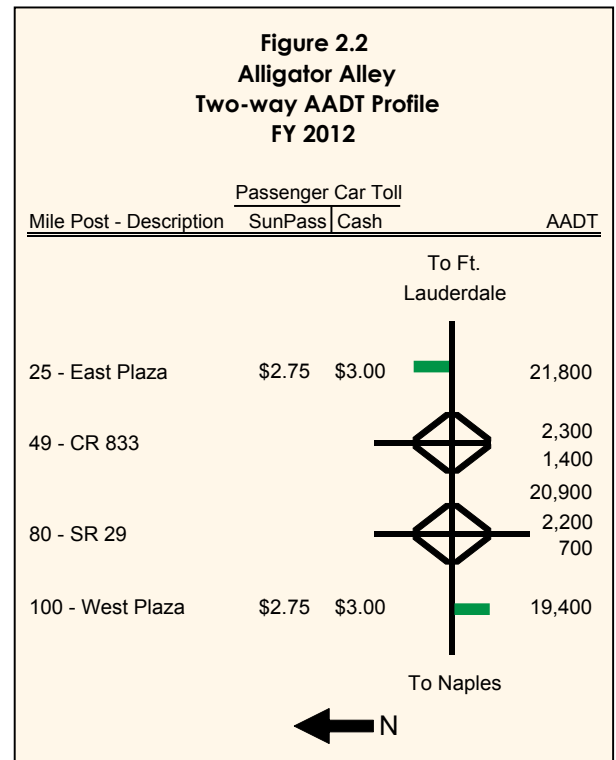 Figure 2.2
Alligator Alley
Two-way AADT Profile
FY 2012
Passenger Car Toll
Mile Post - Description SunPass Cash AADT
To Ft.
Lauderdale
25 - East Plaza $2.75 $3.00 21,800
2,300
49 - CR 833
1,400
20,900
2,200
80 - SR 29
700
100 - West Plaza $2.75 $3.00 19,400
To Naples
N